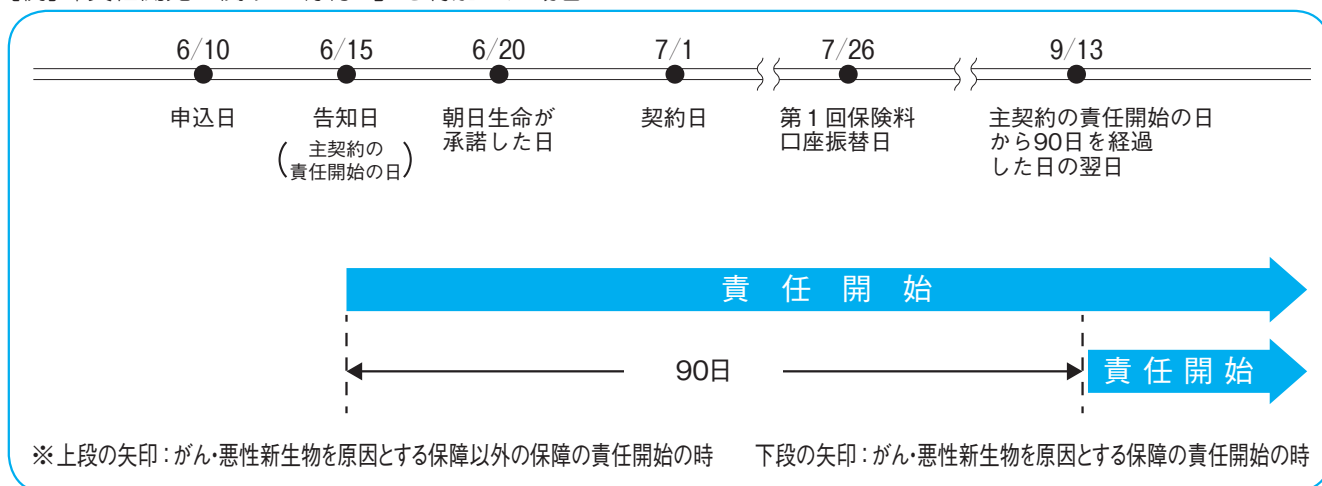 6/10 6/15 6/20 7/1 7/26 9/13
申込日 告知日 朝日生命が 契約日 第1回保険料 主契約の責任開始の日
承諾した日 口座振替日 から90日を経過
(主契約の した日の翌日
責任開始の日)
責任開始
90日 責任開始
※上段の矢印：がん・悪性新生物を原因とする保障以外の保障の責任開始の時 下段の矢印：がん・悪性新生物を原因とする保障の責任開始の時